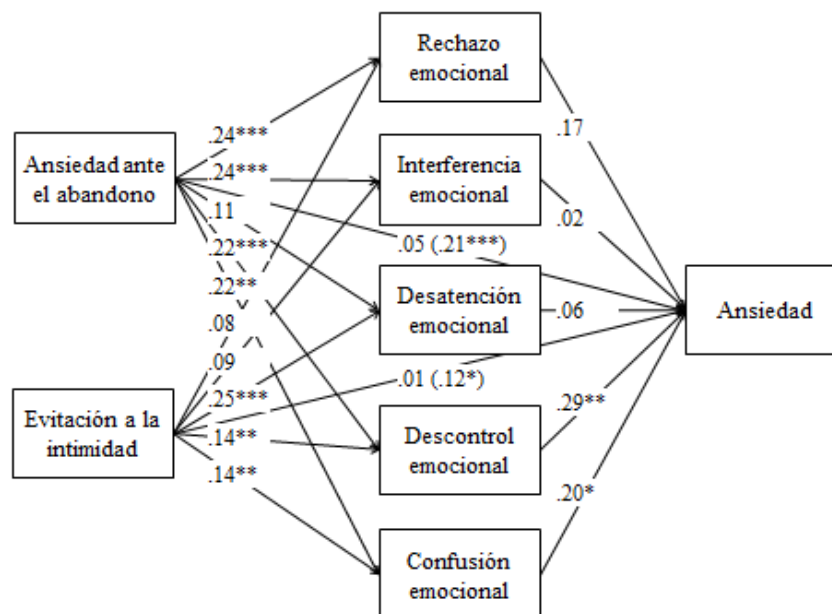 Rechazo
emocional
.24***
.17
Ansiedad ante
el abandono
.24***
Interferencia
emocional
.11
.02
.22***
.05 (.21***)
.22**
Desatención
emocional
.06
Ansiedad
.08
.09
.01 (.12*)
Evitación a la
intimidad
.25***
.29**
.14**
Descontrol
emocional
.14**
.20*
Confusión
emocional